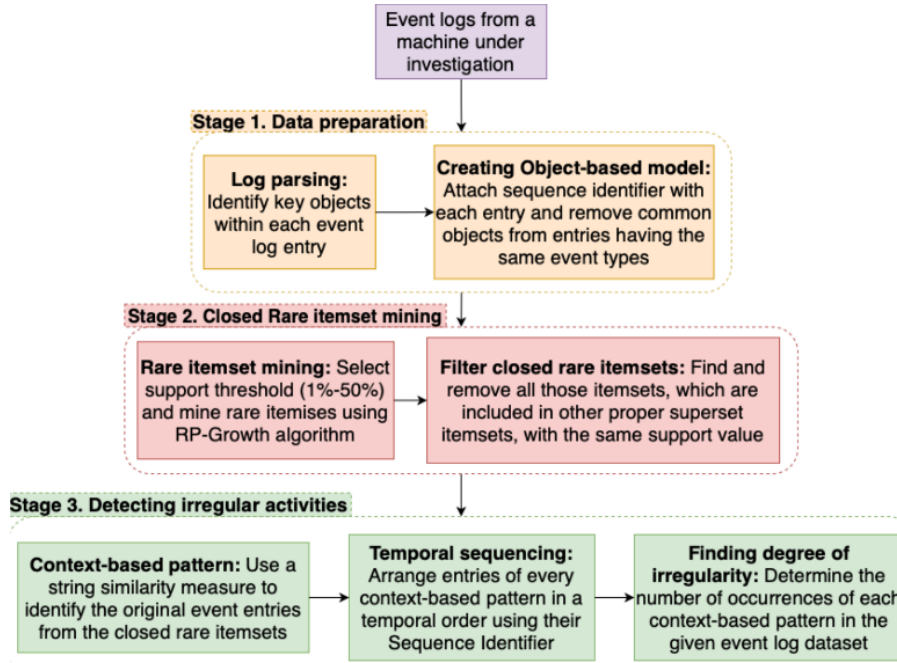 Event logs from a
machine under
investigation
Stage 1. Data preparation
Log parsing:
Identify key objects
within each event
log entry
Creating Object-based model:
Attach sequence identifier with
each entry and remove common
objects from entries having the
same event types
Stage 2. Closed Rare itemset mining
Rare itemset mining: Select
support threshold (1%-50%)
and mine rare itemises using
RP-Growth algorithm
Filter closed rare itemsets: Find and
remove all those itemsets, which are
included in other proper superset
itemsets, with the same support value
Stage 3. Detecting irregular activities
Context-based pattern: Use a
string similarity measure to
identify the original event entries
from the closed rare itemsets
Temporal sequencing:
Arrange entries of every
context-based pattern in a
temporal order using their
Sequence Identifier
Finding degree of
irregularity: Determine the
number of occurrences of each
context-based pattern in the
given event log dataset